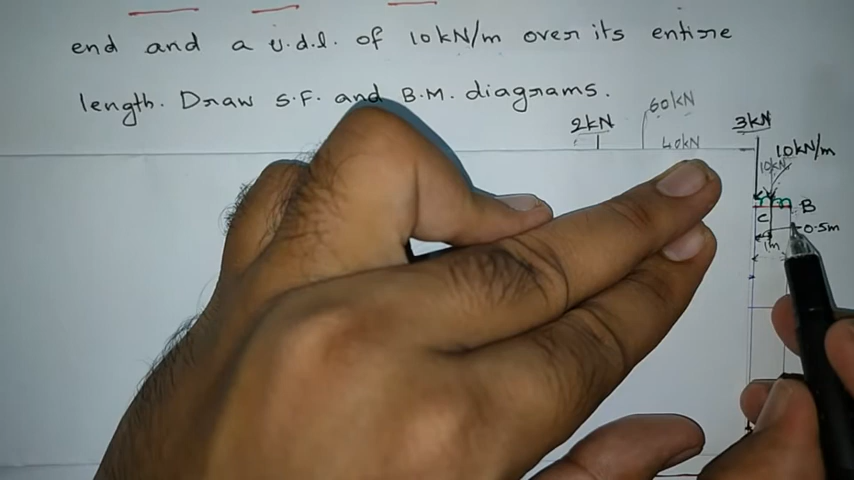 end and a u.d.l. of 10kN/m over its entire
length. Draw S.F. and B.M. diagrams.
60kN
2kN 40kN 3kN
10kN/m
10kN
B
C 0.5m
1m